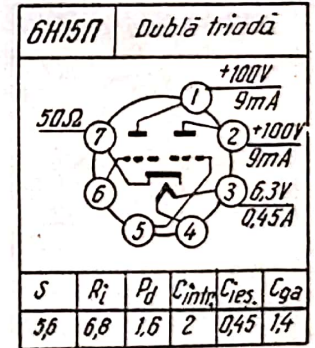 6Н15П Dublă triodă
+100V
9mA
1
50Ω
7
2
+100V
9mA
6
3
6,3V
0,45A
5
4
S Ri Pd Cintr. Cies. Cga
5,6 6,8 1,6 2 0,45 1,4